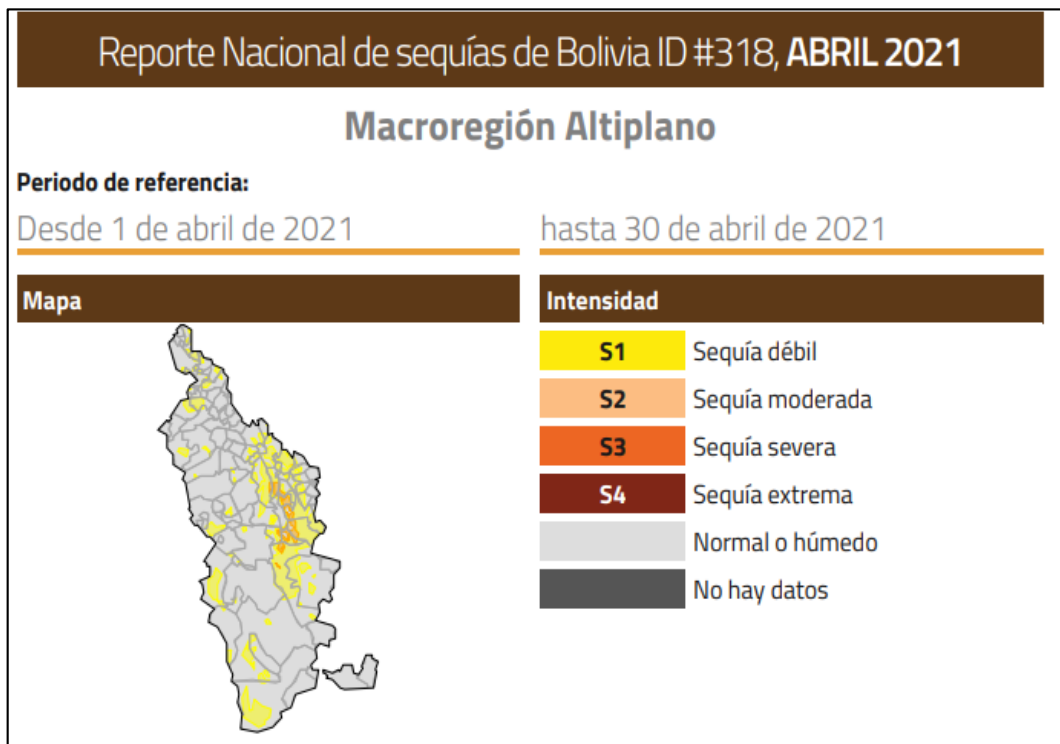 Reporte Nacional de sequías de Bolivia ID #318, ABRIL 2021
Macroregión Altiplano
Periodo de referencia:
Desde 1 de abril de 2021
hasta 30 de abril de 2021
Mapa
Intensidad
S1 Sequía débil
S2 Sequía moderada
S3 Sequía severa
S4 Sequía extrema
Normal o húmedo
No hay datos